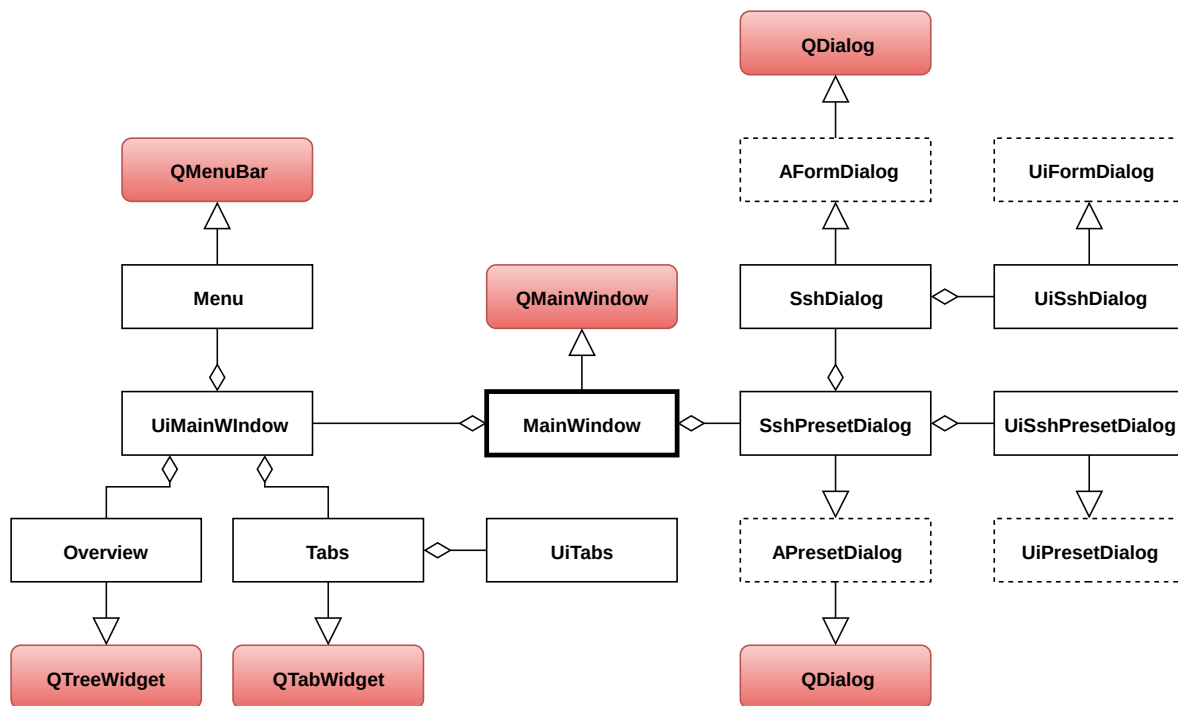 QDialog
QMenuBar
AFormDialog
UiFormDialog
Menu
QMainWindow
SshDialog
UiSshDialog
UiMainWIndow
MainWindow
SshPresetDialog
UiSshPresetDialog
Overview
Tabs
UiTabs
APresetDialog
UiPresetDialog
QTreeWidget
QTabWidget
QDialog